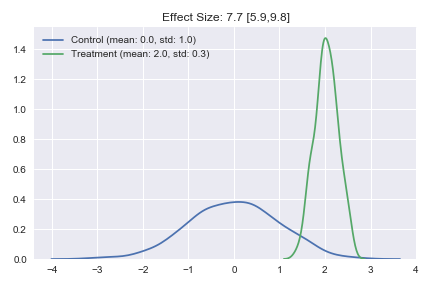 Effect Size: 7.7 [5.9,9.8]
Control (mean: 0.0, std: 1.0)
Treatment (mean: 2.0, std: 0.3)
1.4
1.2
1.0
0.8
0.6
0.4
0.2
0.0
−4 −3 −2 −1 0 1 2 3 4